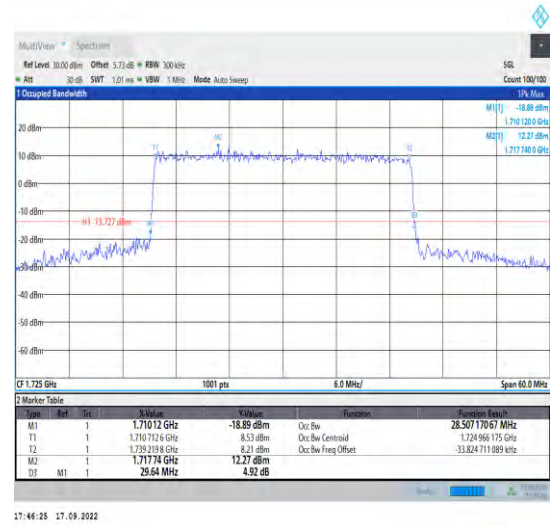 MultiView Spectrum
Ref Level 30.00 dBm Offset 5.73 dB RBW 300 kHz SGL
Att 30 dB SWT 1.01 ms VBW 1 MHz Mode Auto Sweep Count 100/100
1 Occupied Bandwidth 1Pk Max
M1[1] -18.89 dBm
1.710 120 0 GHz
M2[1] 12.27 dBm
1.717 740 0 GHz
20 dBm
M2
T1 T2
10 dBm
0 dBm
-10 dBm
D3
H1 -13.727 dBm M1
-20 dBm
-30 dBm
-40 dBm
-50 dBm
-60 dBm
CF 1.725 GHz 1001 pts 6.0 MHz/ Span 60.0 MHz
2 Marker Table
Type Ref Trc X-Value Y-Value Function Function Result
M1 1 1.71012 GHz -18.89 dBm Occ Bw 28.507170067 MHz
T1 1 1.710 712 6 GHz 8.53 dBm Occ Bw Centroid 1.724 966 175 GHz
T2 1 1.739 219 8 GHz 8.21 dBm Occ Bw Freq Offset -33.824 711 089 kHz
M2 1 1.71774 GHz 12.27 dBm
D3 M1 1 29.64 MHz 4.92 dB
17:46:25 17.09.2022